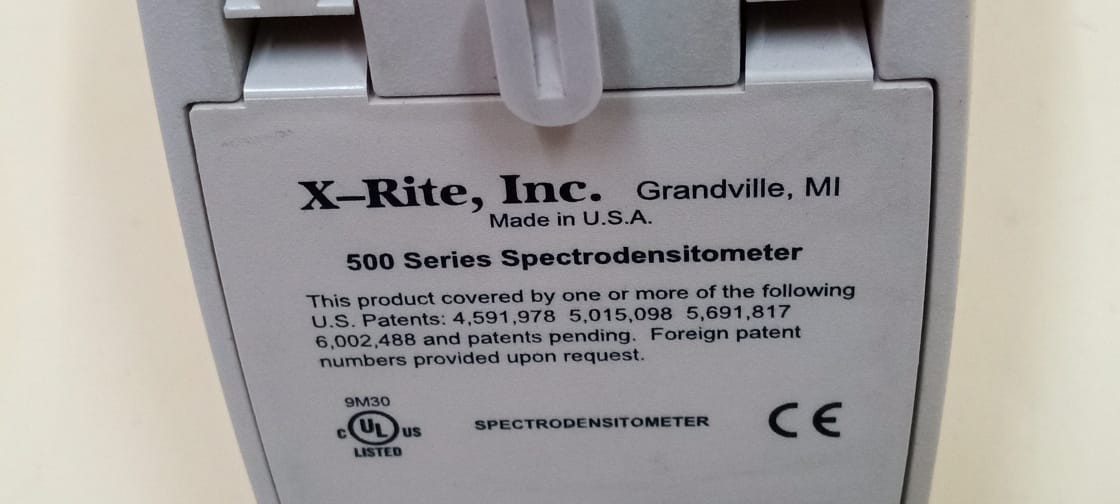 X–Rite, Inc. Grandville, MI
Made in U.S.A.
500 Series Spectrodensitometer
This product covered by one or more of the following
U.S. Patents: 4,591,978 5,015,098 5,691,817
6,002,488 and patents pending. Foreign patent
numbers provided upon request.
9M30
C UL US
LISTED
SPECTRODENSITOMETER
CE